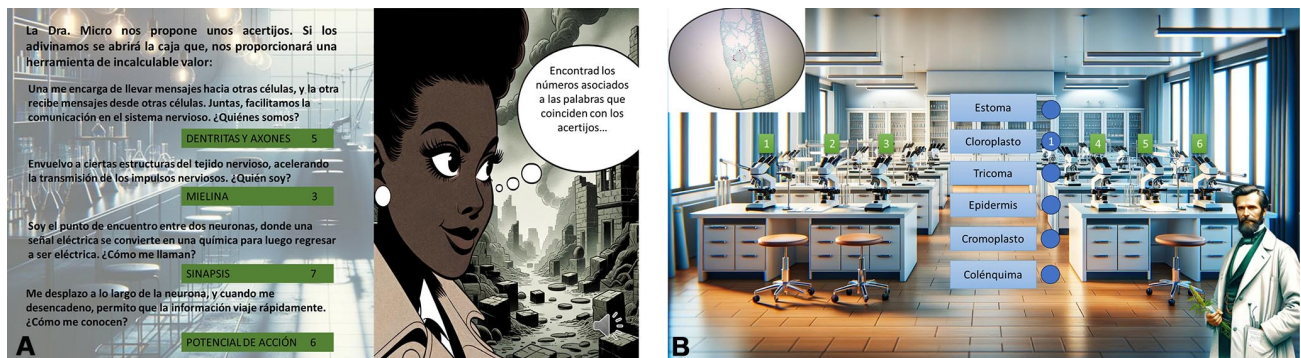 La Dra. Micro nos propone unos acertijos. Si los
adivinamos se abrirá la caja que, nos proporcionará una
herramienta de incalculable valor:
Una me encarga de llevar mensajes hacia otras células, y la otra
recibe mensajes desde otras células. Juntas, facilitamos la
comunicación en el sistema nervioso. ¿Quiénes somos?
DENTRITAS Y AXONES 5
Envuelvo a ciertas estructuras del tejido nervioso, acelerando
la transmisión de los impulsos nerviosos. ¿Quién soy?
MIELINA 3
Soy el punto de encuentro entre dos neuronas, donde una
señal eléctrica se convierte en una química para luego regresar
a ser eléctrica. ¿Cómo me llaman?
SINAPSIS 7
Me desplazo a lo largo de la neurona, y cuando me
desencadeno, permito que la información viaje rápidamente.
¿Cómo me conocen?
POTENCIAL DE ACCIÓN 6
A
Encontrad los
números asociados
a las palabras que
coinciden con los
acertijos...
Estoma
Cloroplasto 1
Tricoma
Epidermis
Cromoplasto
Colénquima
1 2 3 4 5 6
B